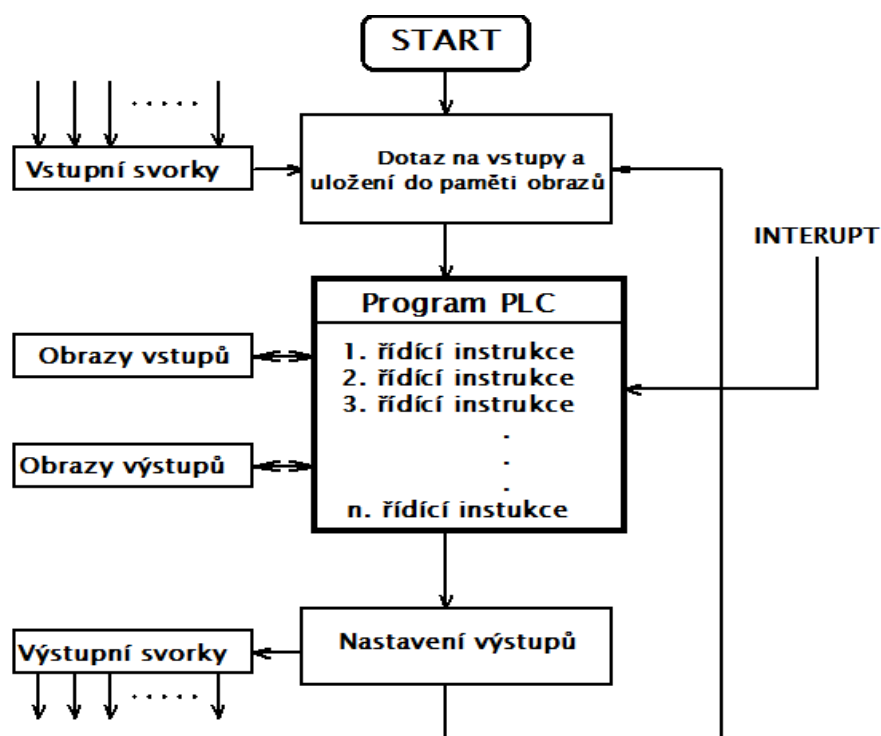 START
Vstupní svorky
Dotaz na vstupy a
uložení do paměti obrazů
INTERUPT
Program PLC
1. řídící instrukce
2. řídící instrukce
3. řídící instrukce
.
.
.
n. řídící instukce
Obrazy vstupů
Obrazy výstupů
Nastavení výstupů
Výstupní svorky